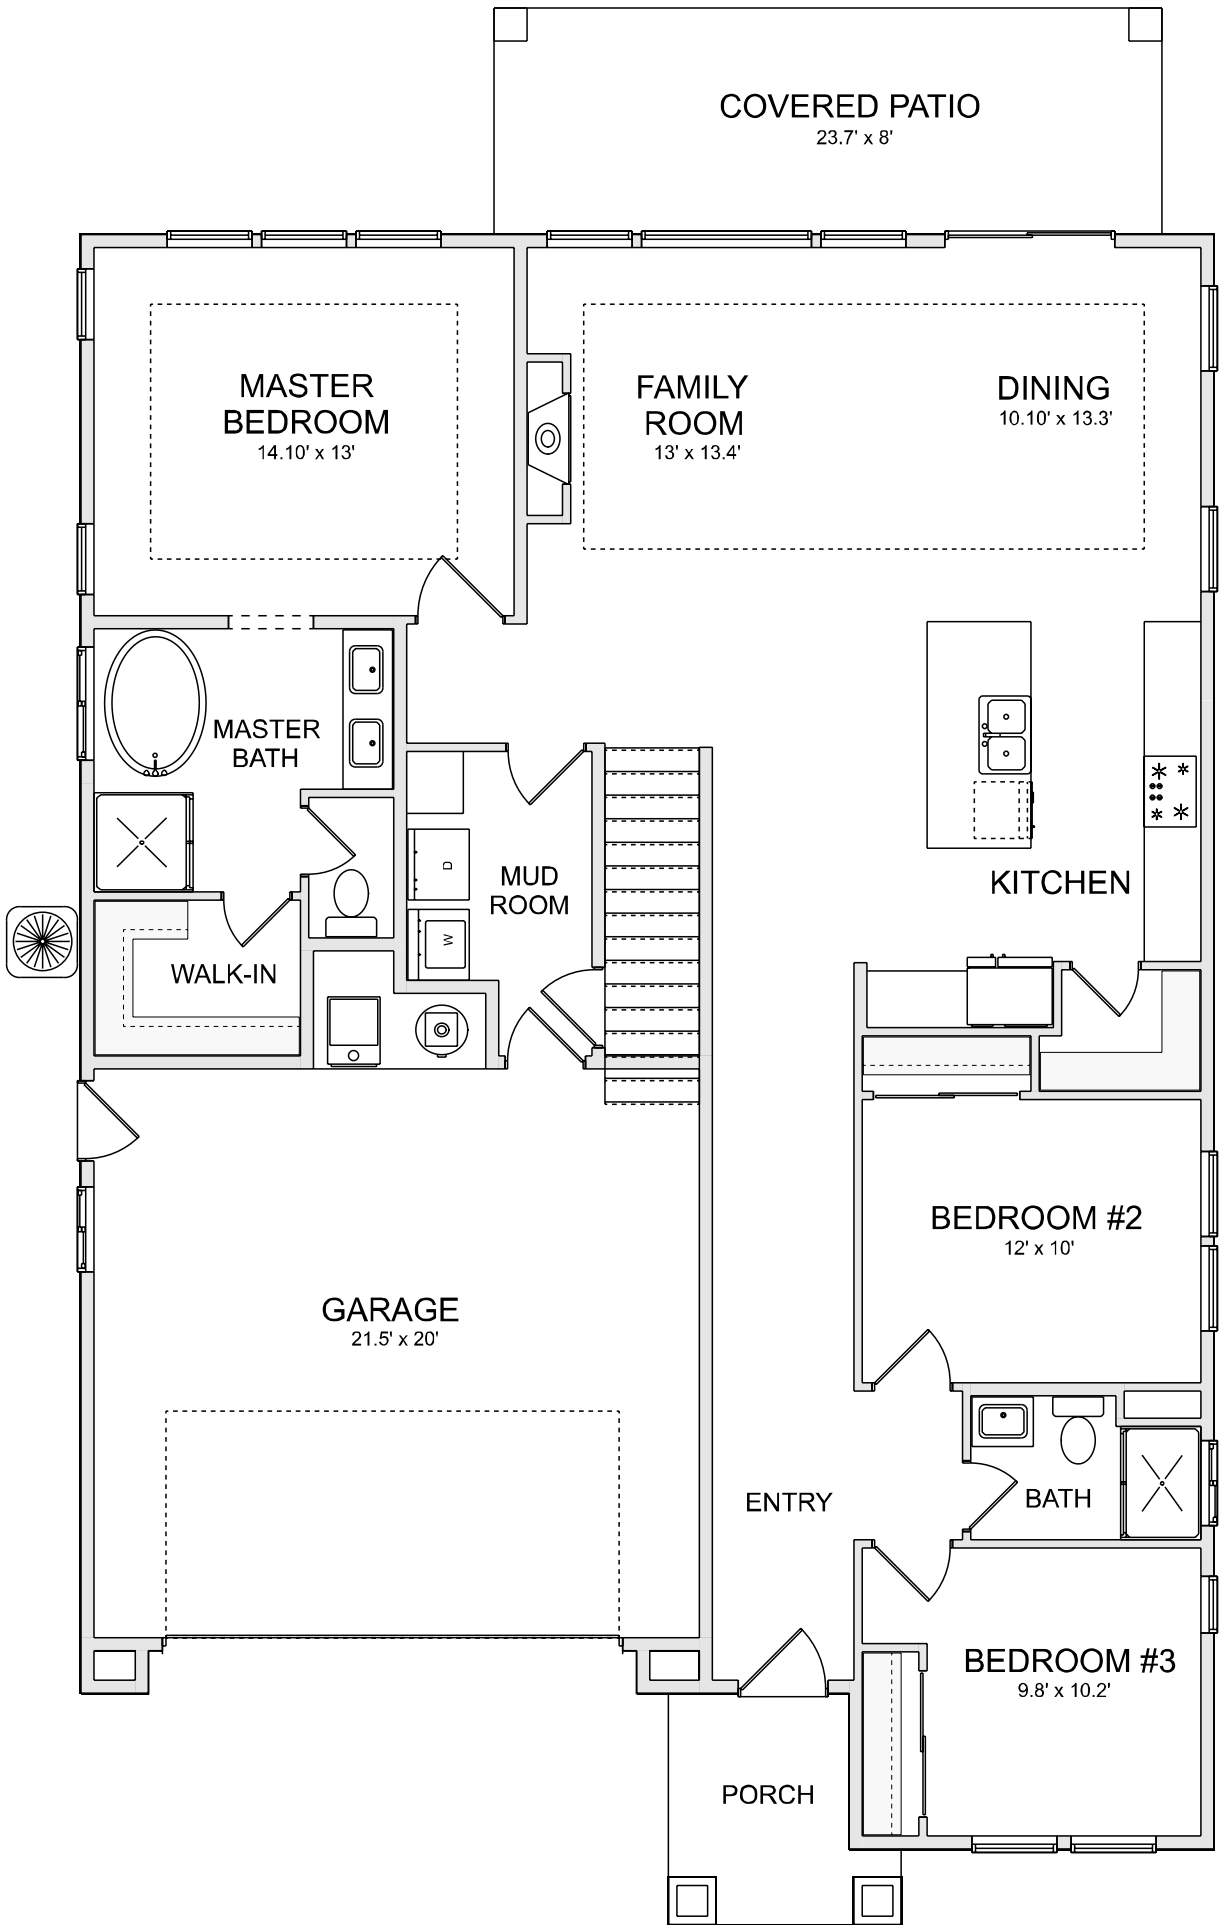 COVERED PATIO
23.7' x 8'
MASTER
BEDROOM
14.10' x 13'
FAMILY
ROOM
13' x 13.4'
DINING
10.10' x 13.3'
MASTER
BATH
D
MUD
ROOM
W
KITCHEN
WALK-IN
BEDROOM #2
12' x 10'
GARAGE
21.5' x 20'
ENTRY
BATH
BEDROOM #3
9.8' x 10.2'
PORCH